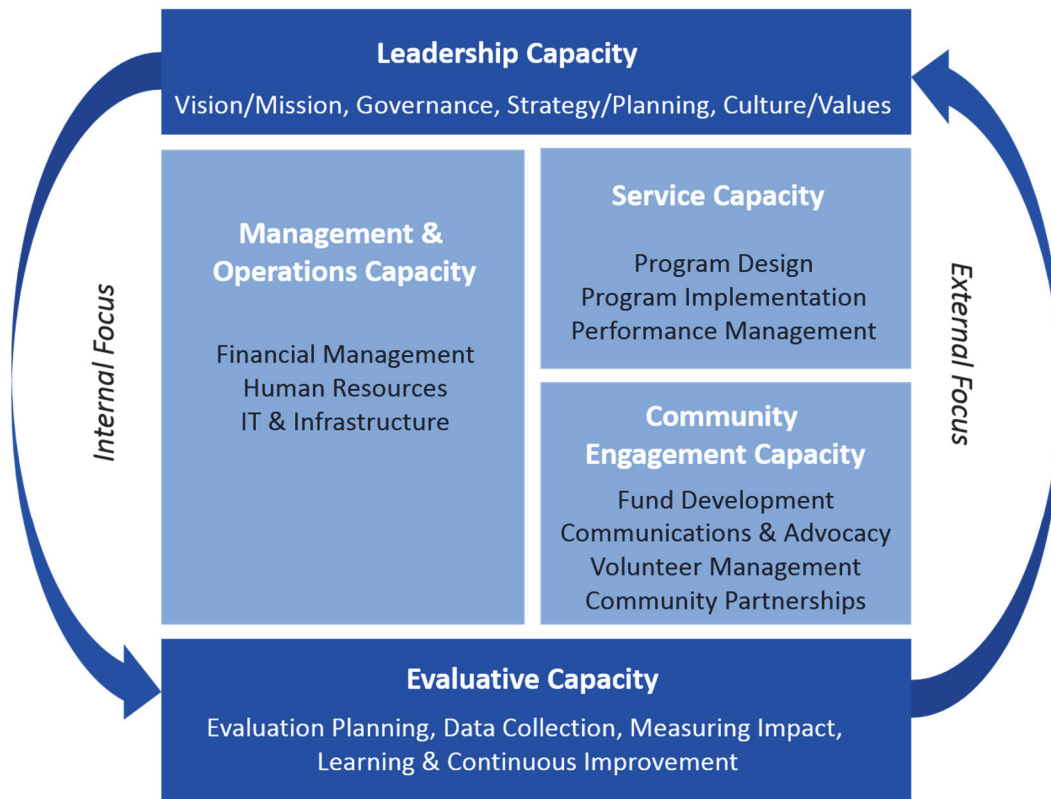 Leadership Capacity
Vision/Mission, Governance, Strategy/Planning, Culture/Values
Internal Focus
Management &
Operations Capacity
Financial Management
Human Resources
IT & Infrastructure
Service Capacity
Program Design
Program Implementation
Performance Management
Community
Engagement Capacity
Fund Development
Communications & Advocacy
Volunteer Management
Community Partnerships
External Focus
Evaluative Capacity
Evaluation Planning, Data Collection, Measuring Impact,
Learning & Continuous Improvement